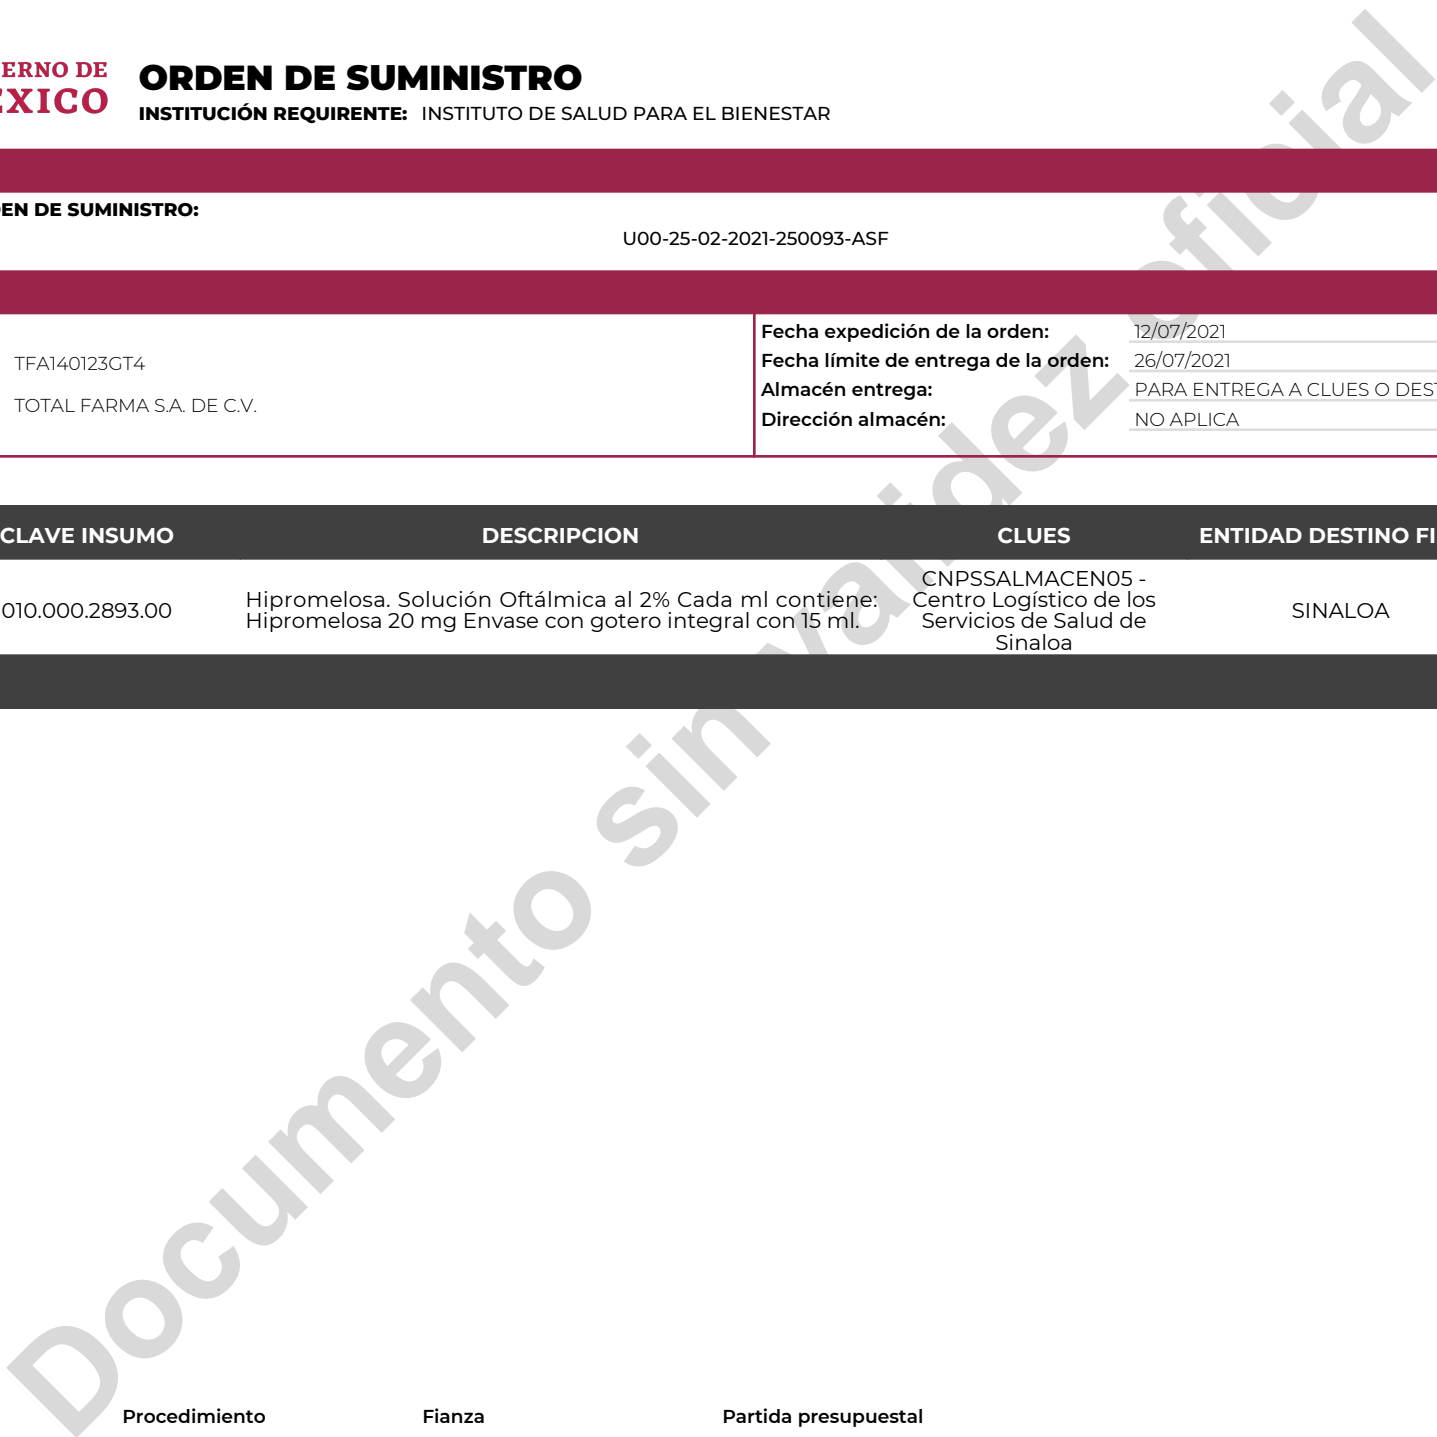 ERNO DE
XICO
ORDEN DE SUMINISTRO
INSTITUCIÓN REQUIRENTE: INSTITUTO DE SALUD PARA EL BIENESTAR
EN DE SUMINISTRO:
U00-25-02-2021-250093-ASF
TFA140123GT4
TOTAL FARMA S.A. DE C.V.
Fecha expedición de la orden: 12/07/2021
Fecha límite de entrega de la orden: 26/07/2021
Almacén entrega: PARA ENTREGA A CLUES O DEST
Dirección almacén: NO APLICA
CLAVE INSUMO DESCRIPCION CLUES ENTIDAD DESTINO FI
010.000.2893.00
Hipromelosa. Solución Oftálmica al 2% Cada ml contiene:
Hipromelosa 20 mg Envase con gotero integral con 15 ml.
CNPSSALMACEN05 -
Centro Logístico de los
Servicios de Salud de
Sinaloa
SINALOA
Documento sin validez oficial
Procedimiento Fianza Partida presupuestal